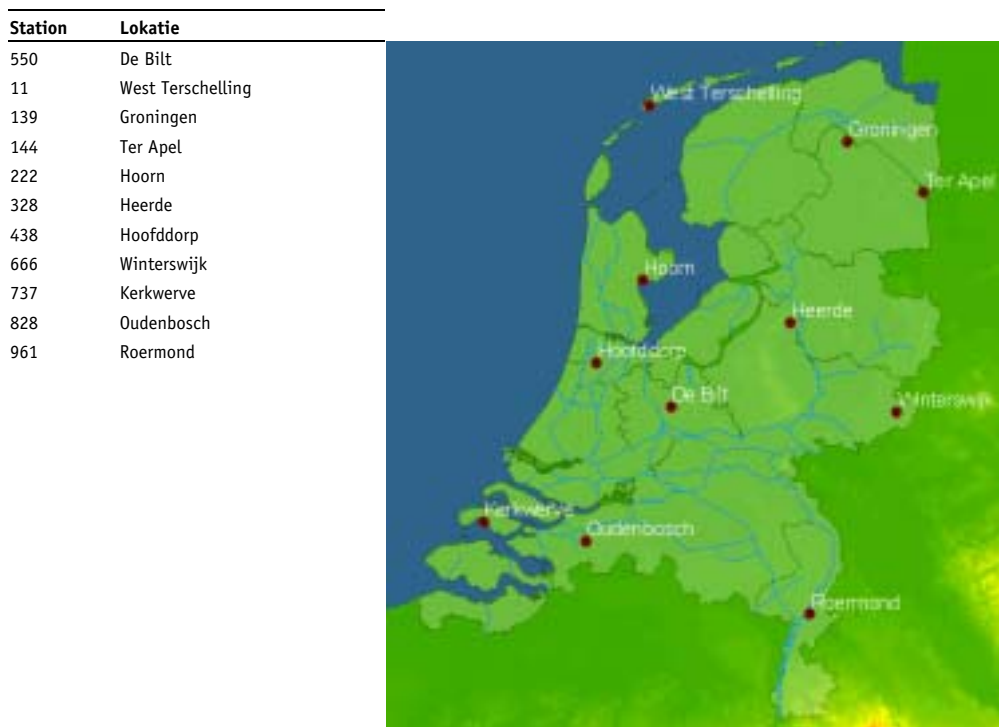 Station Lokatie
550 De Bilt
11 West Terschelling
139 Groningen
144 Ter Apel
222 Hoorn
328 Heerde
438 Hoofddorp
666 Winterswijk
737 Kerkwerve
828 Oudenbosch
961 Roermond
West Terschelling
Groningen
Ter Apel
Hoorn
Heerde
Hoofddorp
De Bilt
Winterswijk
Kerkwerve
Oudenbosch
Roermond